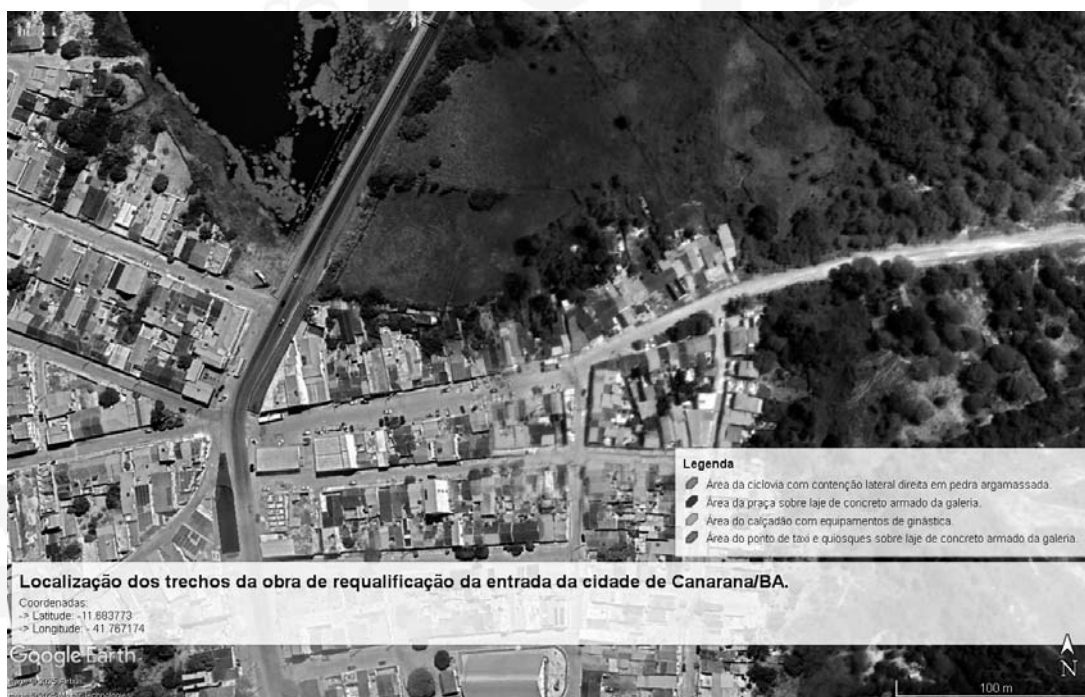 Legenda
Área da ciclovia com contenção lateral direita em pedra argamassada.
Área da praça sobre laje de concreto armado da galeria.
Área do calçadão com equipamentos de ginástica.
Área do ponto de taxi e quiosques sobre laje de concreto armado da galeria.
Localização dos trechos da obra de requalificação da entrada da cidade de Canarana/BA.
Coordenadas:
-> Latitude: -11.683773
-> Longitude: - 41.767174
Google Earth
N
100 m